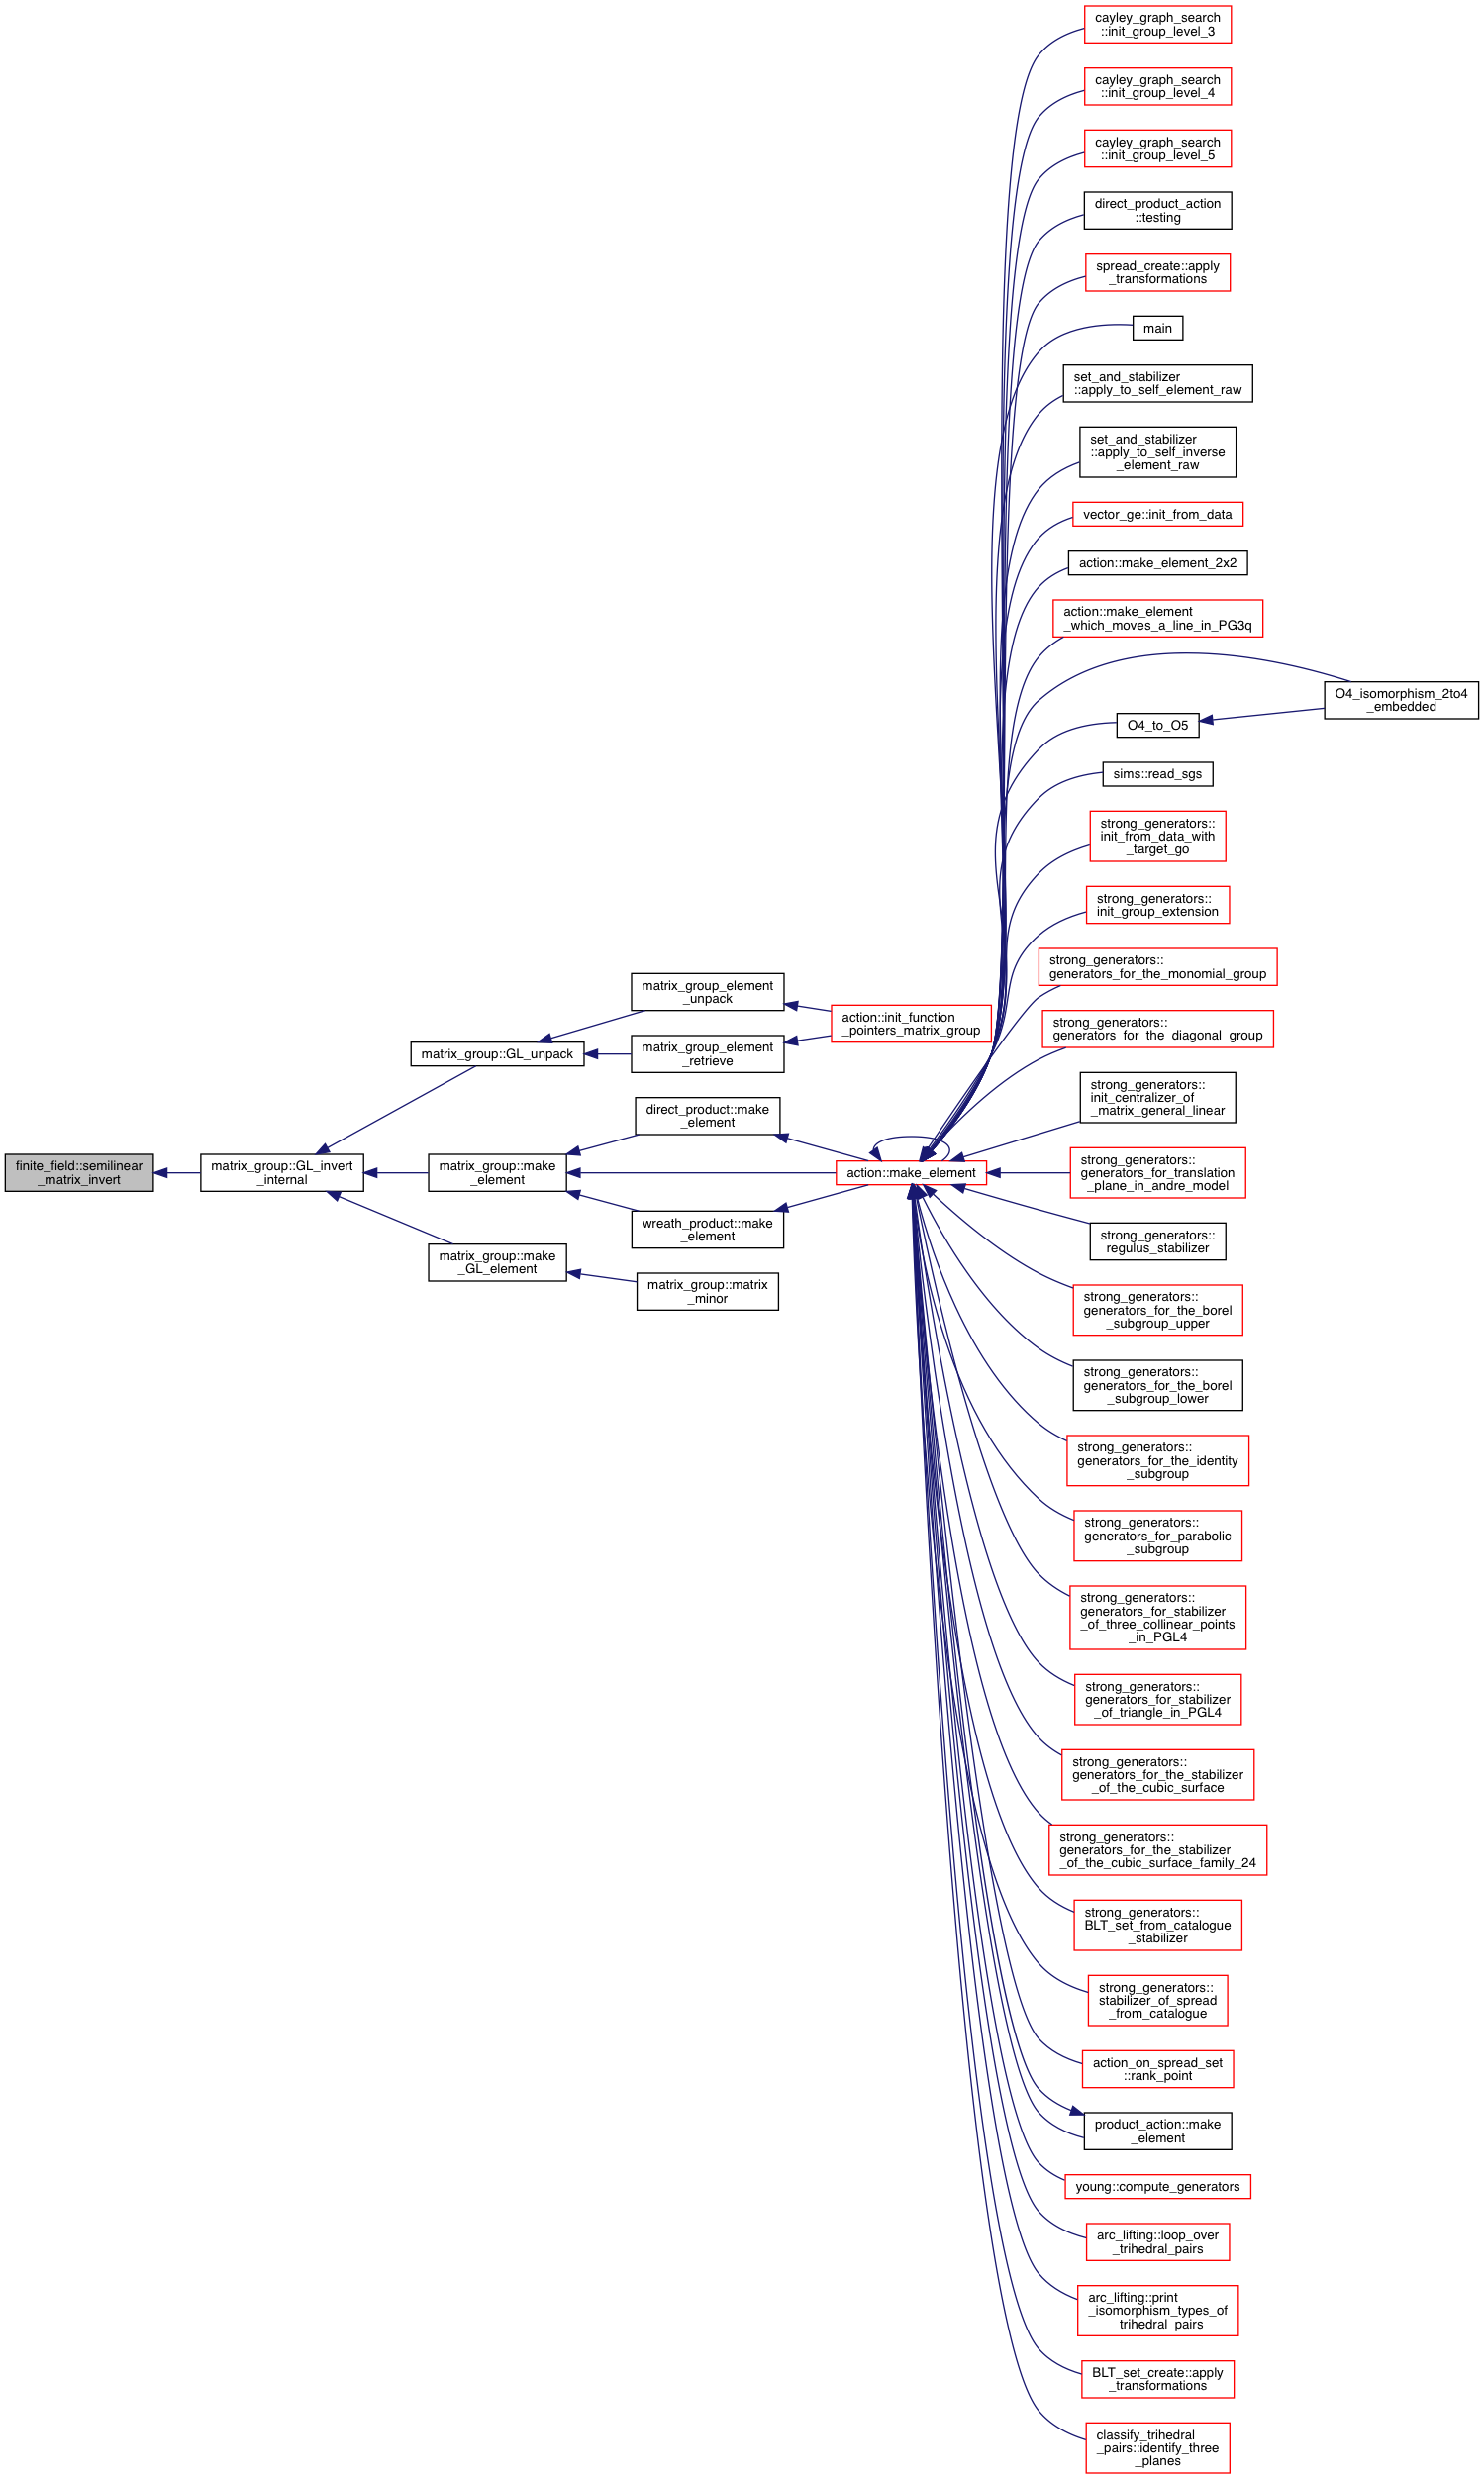 finite_field::semilinear
_matrix_invert
matrix_group::GL_invert
_internal
matrix_group::GL_unpack
matrix_group::make
_element
matrix_group::make
_GL_element
matrix_group_element
_unpack
matrix_group_element
_retrieve
direct_product::make
_element
wreath_product::make
_element
matrix_group::matrix
_minor
action::init_function
_pointers_matrix_group
action::make_element
cayley_graph_search
::init_group_level_3
cayley_graph_search
::init_group_level_4
cayley_graph_search
::init_group_level_5
direct_product_action
::testing
spread_create::apply
_transformations
main
set_and_stabilizer
::apply_to_self_element_raw
set_and_stabilizer
::apply_to_self_inverse
_element_raw
vector_ge::init_from_data
action::make_element_2x2
action::make_element
_which_moves_a_line_in_PG3q
O4_isomorphism_2to4
_embedded
O4_to_O5
sims::read_sgs
strong_generators::
init_from_data_with
_target_go
strong_generators::
init_group_extension
strong_generators::
generators_for_the_monomial_group
strong_generators::
generators_for_the_diagonal_group
strong_generators::
init_centralizer_of
_matrix_general_linear
strong_generators::
generators_for_translation
_plane_in_andre_model
strong_generators::
regulus_stabilizer
strong_generators::
generators_for_the_borel
_subgroup_upper
strong_generators::
generators_for_the_borel
_subgroup_lower
strong_generators::
generators_for_the_identity
_subgroup
strong_generators::
generators_for_parabolic
_subgroup
strong_generators::
generators_for_stabilizer
_of_three_collinear_points
_in_PGL4
strong_generators::
generators_for_stabilizer
_of_triangle_in_PGL4
strong_generators::
generators_for_the_stabilizer
_of_the_cubic_surface
strong_generators::
generators_for_the_stabilizer
_of_the_cubic_surface_family_24
strong_generators::
BLT_set_from_catalogue
_stabilizer
strong_generators::
stabilizer_of_spread
_from_catalogue
action_on_spread_set
::rank_point
product_action::make
_element
young::compute_generators
arc_lifting::loop_over
_trihedral_pairs
arc_lifting::print
_isomorphism_types_of
_trihedral_pairs
BLT_set_create::apply
_transformations
classify_trihedral
_pairs::identify_three
_planes